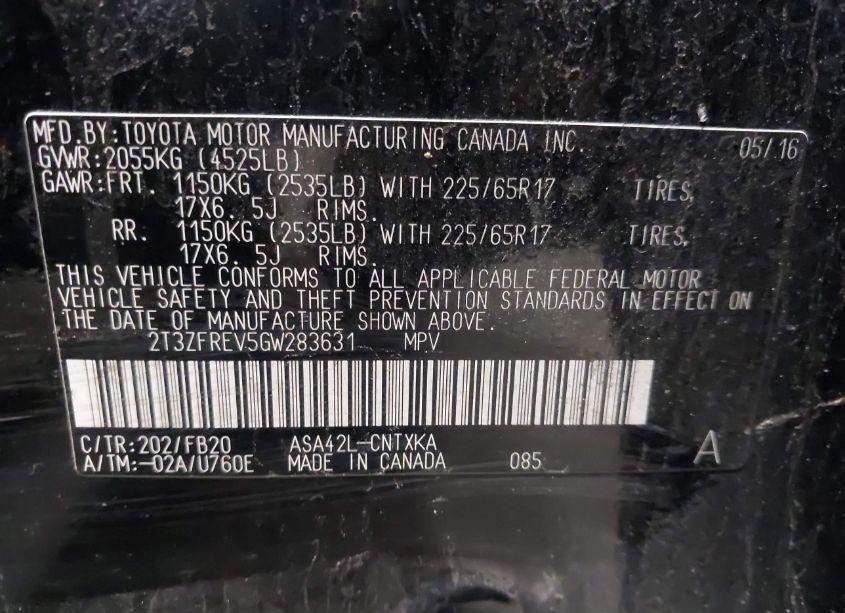 MFD.BY:TOYOTA MOTOR MANUFACTURING CANADA INC. 05/16
GVWR:2055KG (4525LB)
GAWR:FRT. 1150KG (2535LB) WITH 225/65R17 TIRES,
17X6. 5J RIMS.
RR. 1150KG (2535LB) WITH 225/65R17 TIRES,
17X6. 5J RIMS.
THIS VEHICLE CONFORMS TO ALL APPLICABLE FEDERAL MOTOR
VEHICLE SAFETY AND THEFT PREVENTION STANDARDS IN EFFECT ON
THE DATE OF MANUFACTURE SHOWN ABOVE.
2T3ZFREV5GW283631 MPV
C/TR:202/FB20 ASA42L-CNTXKA A
A/TM:-02A/U760E MADE IN CANADA 085